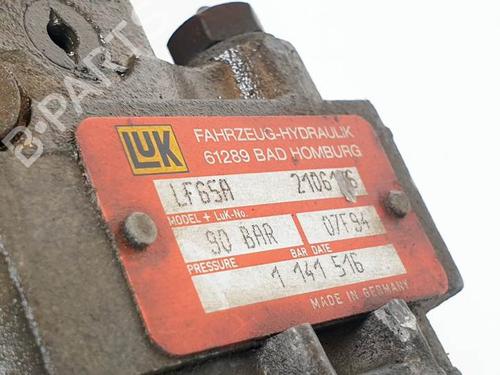 LUK
FAHRZEUG-HYDRAULIK
61289 BAD HOMBURG
LF65A
MODEL + LuK-No.
90 BAR 07F94
PRESSURE BAR DATE
1 141 516
MADE IN GERMANY
B-PARTS